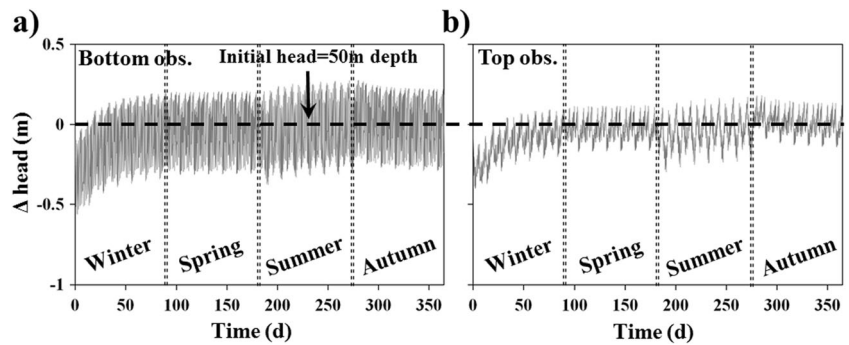 a)
b)
0.5
0
-0.5
-1
Δ head (m)
Bottom obs.
Initial head=50m depth
Top obs.
Winter
Spring
Summer
Autumn
Winter
Spring
Summer
Autumn
0 50 100 150 200 250 300 350
0 50 100 150 200 250 300 350
Time (d)
Time (d)